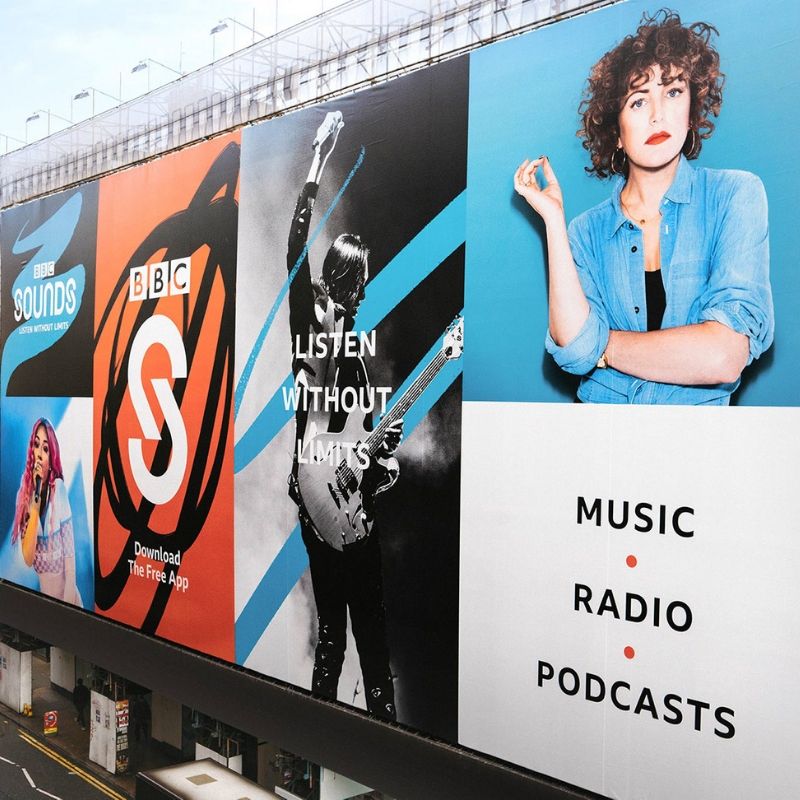 BBC
SOUNDS
LISTEN WITHOUT LIMITS
BBC
S
Download
The Free App
LISTEN
WITHOUT
LIMITS
MUSIC
RADIO
PODCASTS